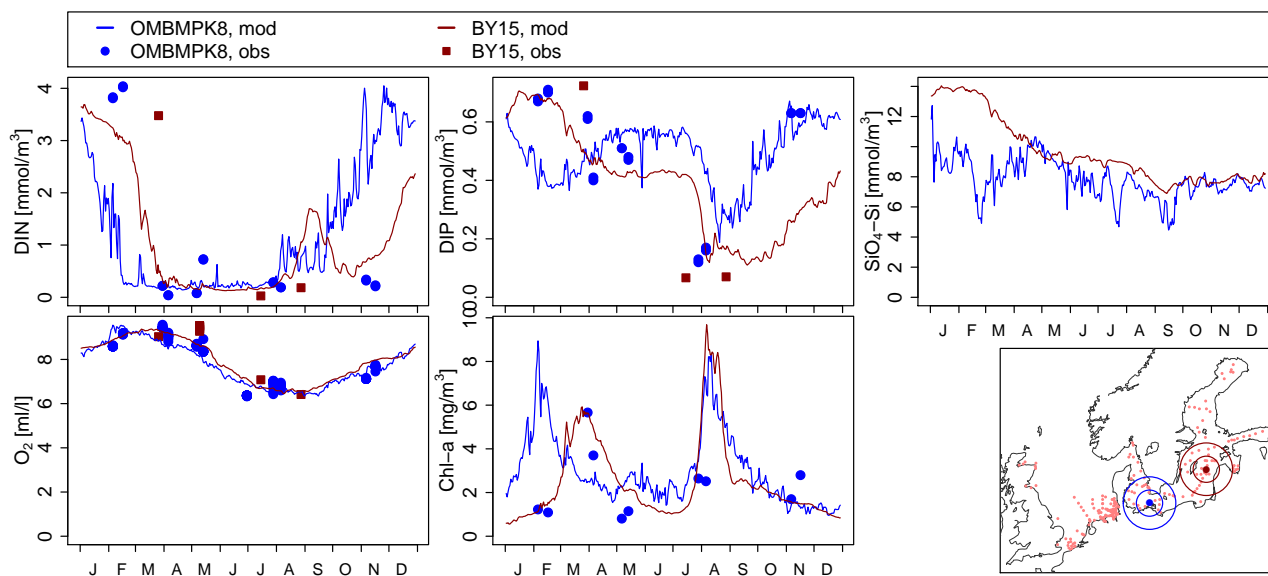 OMBMPK8, mod BY15, mod
OMBMPK8, obs BY15, obs
DIN [mmol/m³]
0 1 2 3 4
DIP [mmol/m³]
0.0 0.2 0.4 0.6
SiO₄−Si [mmol/m³]
0 2 4 6 8 12
J F M A M J J A S O N D
O₂ [ml/l]
0 2 4 6 8
J F M A M J J A S O N D
Chl−a [mg/m³]
0 2 4 6 8 10
J F M A M J J A S O N D